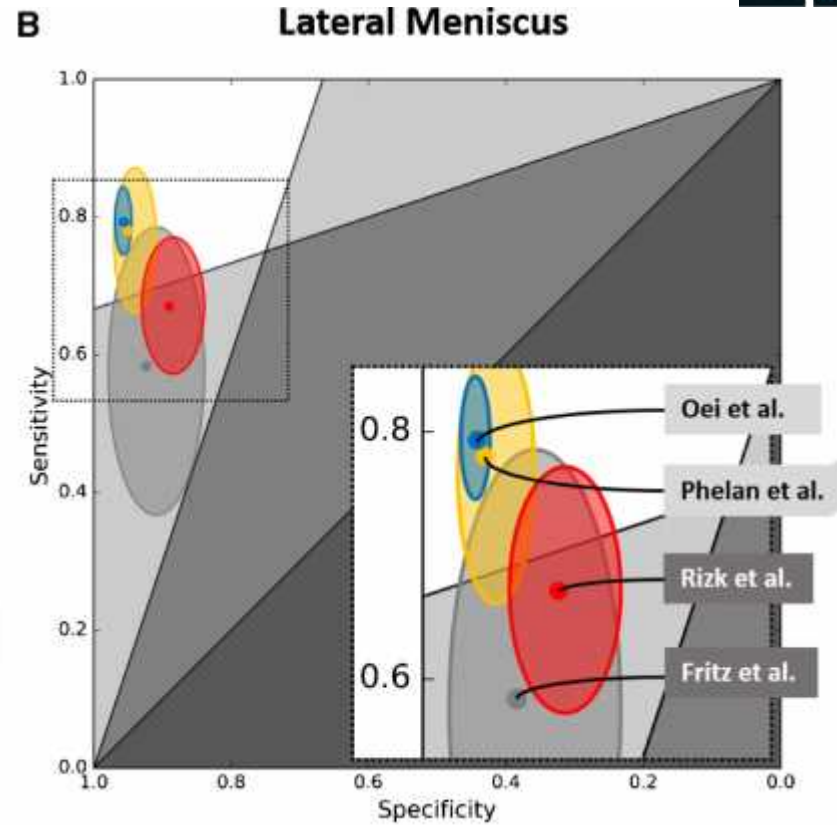 B
Lateral Meniscus
1.0
0.8
0.6
0.4
0.2
0.0
Sensitivity
1.0
0.8
0.6
0.4
0.2
0.0
Specificity
0.8
0.6
Oei et al.
Phelan et al.
Rizk et al.
Fritz et al.